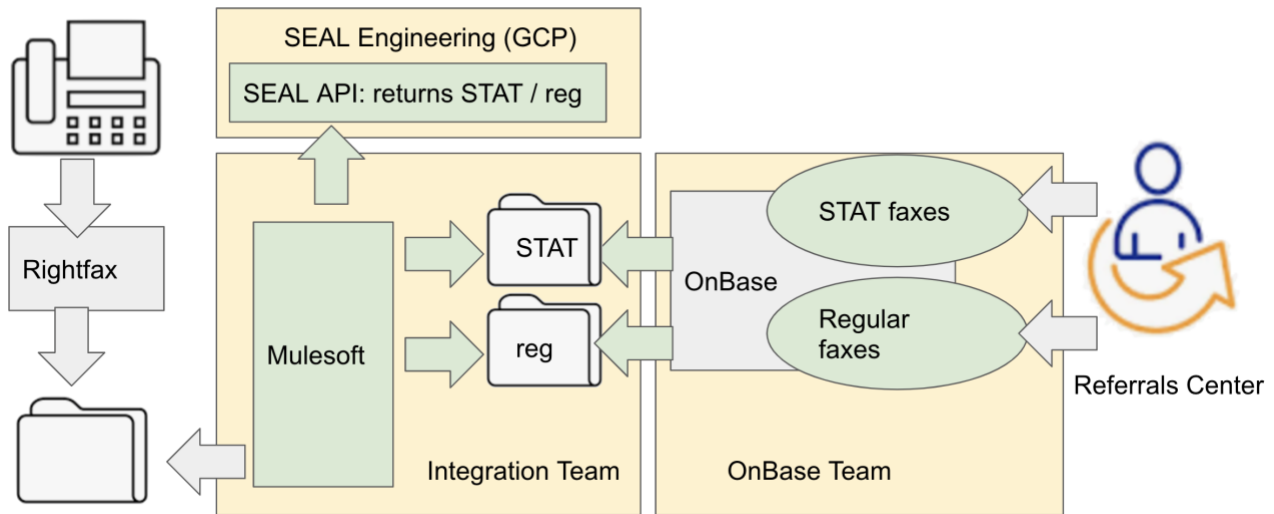 SEAL Engineering (GCP)
SEAL API: returns STAT / reg
Rightfax
Mulesoft
STAT
reg
Integration Team
OnBase
STAT faxes
Regular
faxes
OnBase Team
Referrals Center